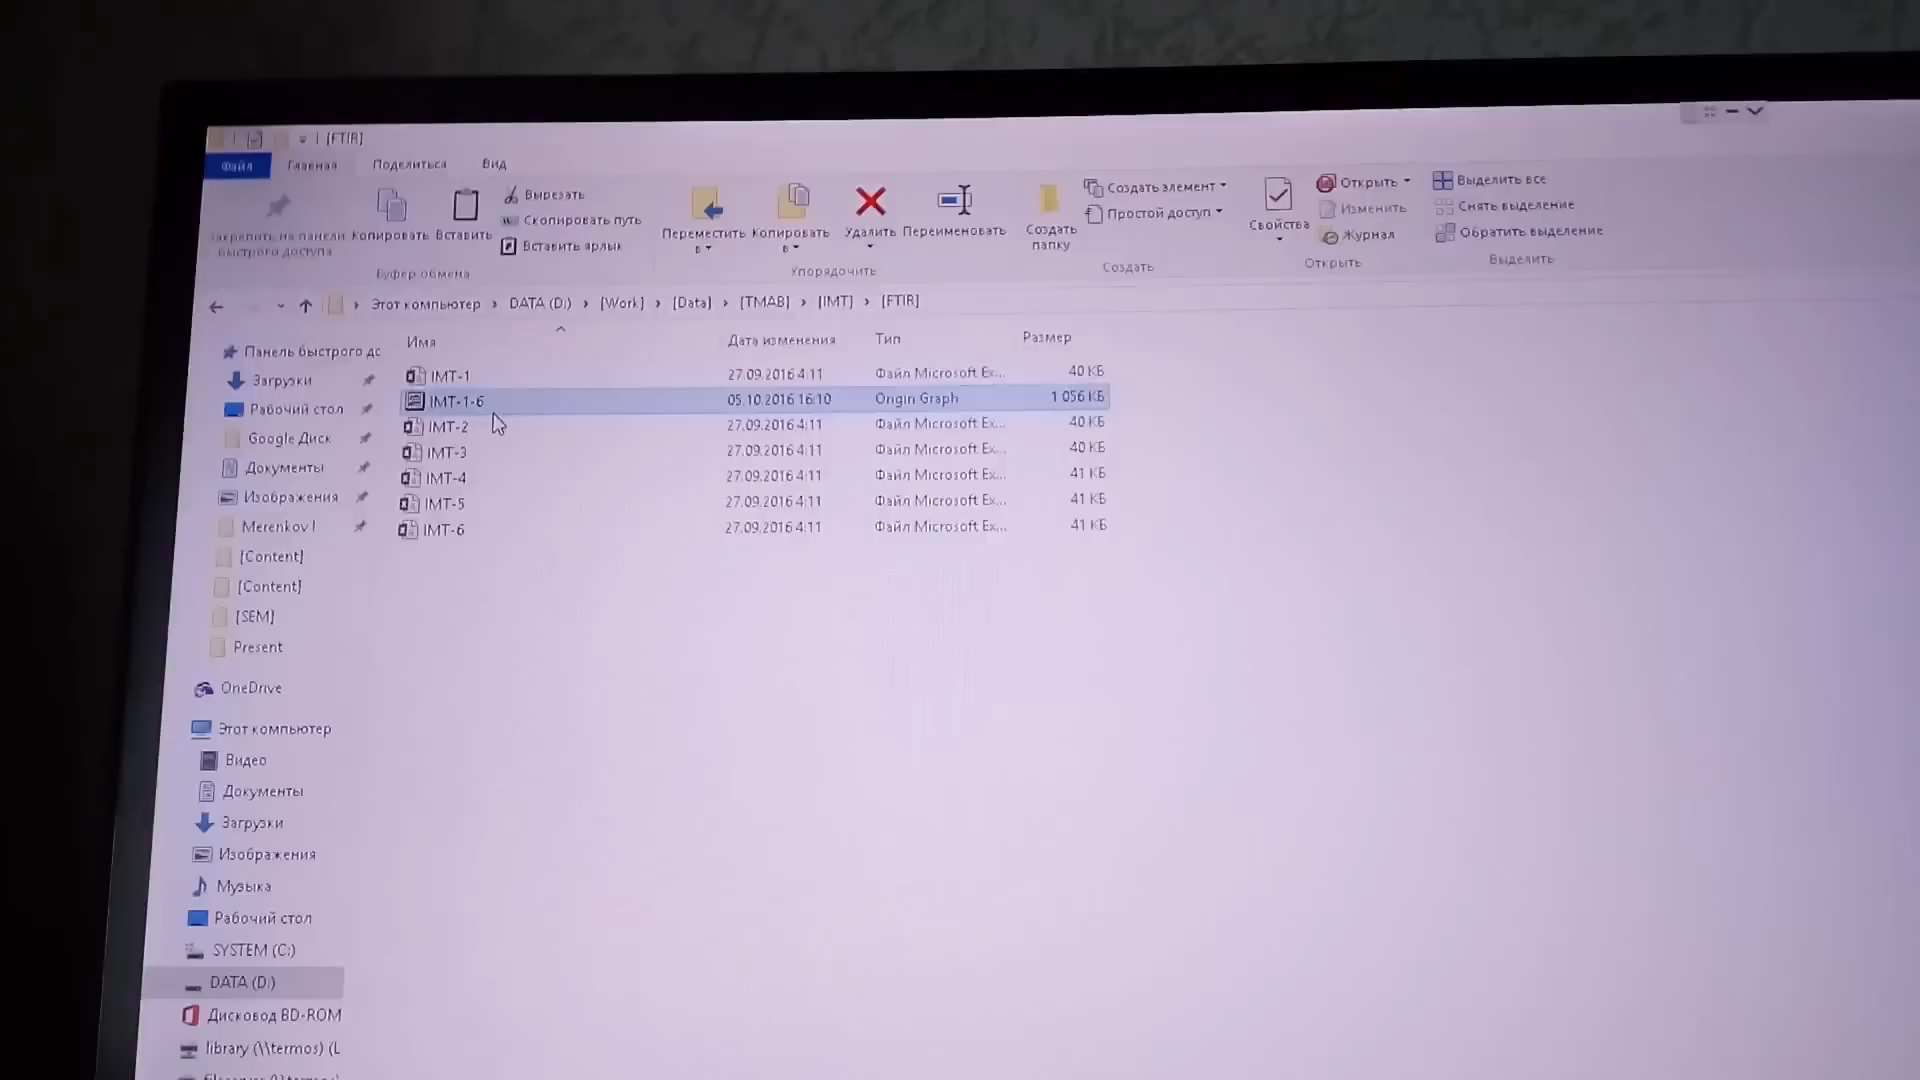 [FTIR]
Файл Главная Поделиться Вид
Закрепить на панели быстрого доступа
Копировать
Вставить
Вырезать
Скопировать путь
Вставить ярлык
Буфер обмена
Переместить в
Копировать в
Удалить
Переименовать
Упорядочить
Создать папку
Создать элемент
Простой доступ
Создать
Свойства
Открыть
Изменить
Журнал
Открыть
Выделить все
Снять выделение
Обратить выделение
Выделить
Этот компьютер › DATA (D:) › [Work] › [Data] › [TMAB] › [IMT] › [FTIR]
Имя Дата изменения Тип Размер
IMT-1 27.09.2016 4:11 Файл Microsoft Ex... 40 КБ
IMT-1-6 05.10.2016 16:10 Origin Graph 1 056 КБ
IMT-2 27.09.2016 4:11 Файл Microsoft Ex... 40 КБ
IMT-3 27.09.2016 4:11 Файл Microsoft Ex... 40 КБ
IMT-4 27.09.2016 4:11 Файл Microsoft Ex... 41 КБ
IMT-5 27.09.2016 4:11 Файл Microsoft Ex... 41 КБ
IMT-6 27.09.2016 4:11 Файл Microsoft Ex... 41 КБ
Панель быстрого дс
Загрузки
Рабочий стол
Google Диск
Документы
Изображения
Merenkov I
[Content]
[Content]
[SEM]
Present
OneDrive
Этот компьютер
Видео
Документы
Загрузки
Изображения
Музыка
Рабочий стол
SYSTEM (C:)
DATA (D:)
Дисковод BD-ROM
library (\\termos) (L